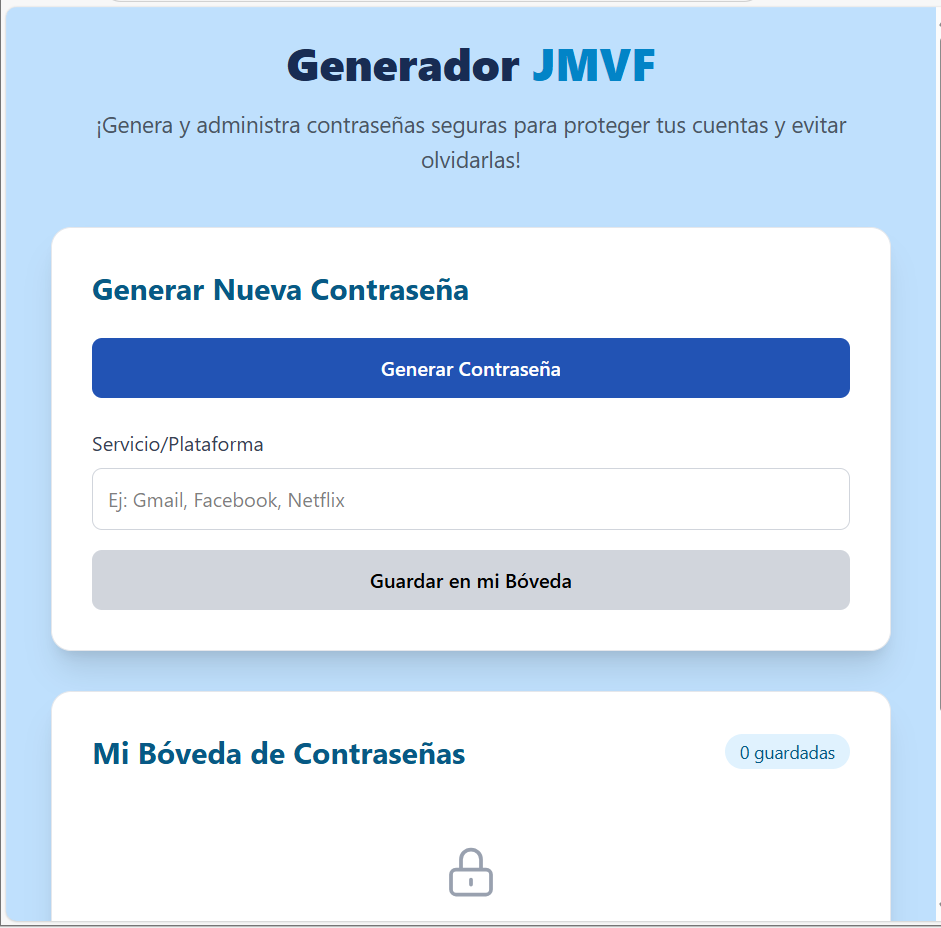 Generador JMVF
¡Genera y administra contraseñas seguras para proteger tus cuentas y evitar
olvidarlas!
Generar Nueva Contraseña
Generar Contraseña
Servicio/Plataforma
Ej: Gmail, Facebook, Netflix
Guardar en mi Bóveda
Mi Bóveda de Contraseñas
0 guardadas